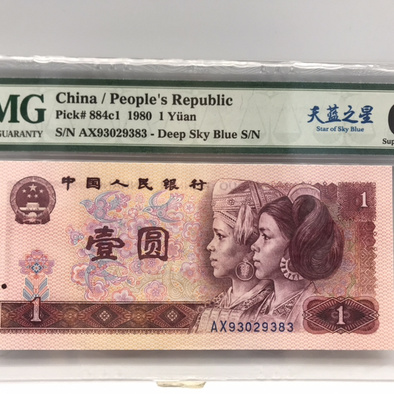 MG
China / People's Republic
GUARANTY
Pick# 884c1 1980 1 Yüan
S/N AX93029383 - Deep Sky Blue S/N
天蓝之星
Star of Sky Blue
中国人民银行
壹圆
1
1
1
AX93029383